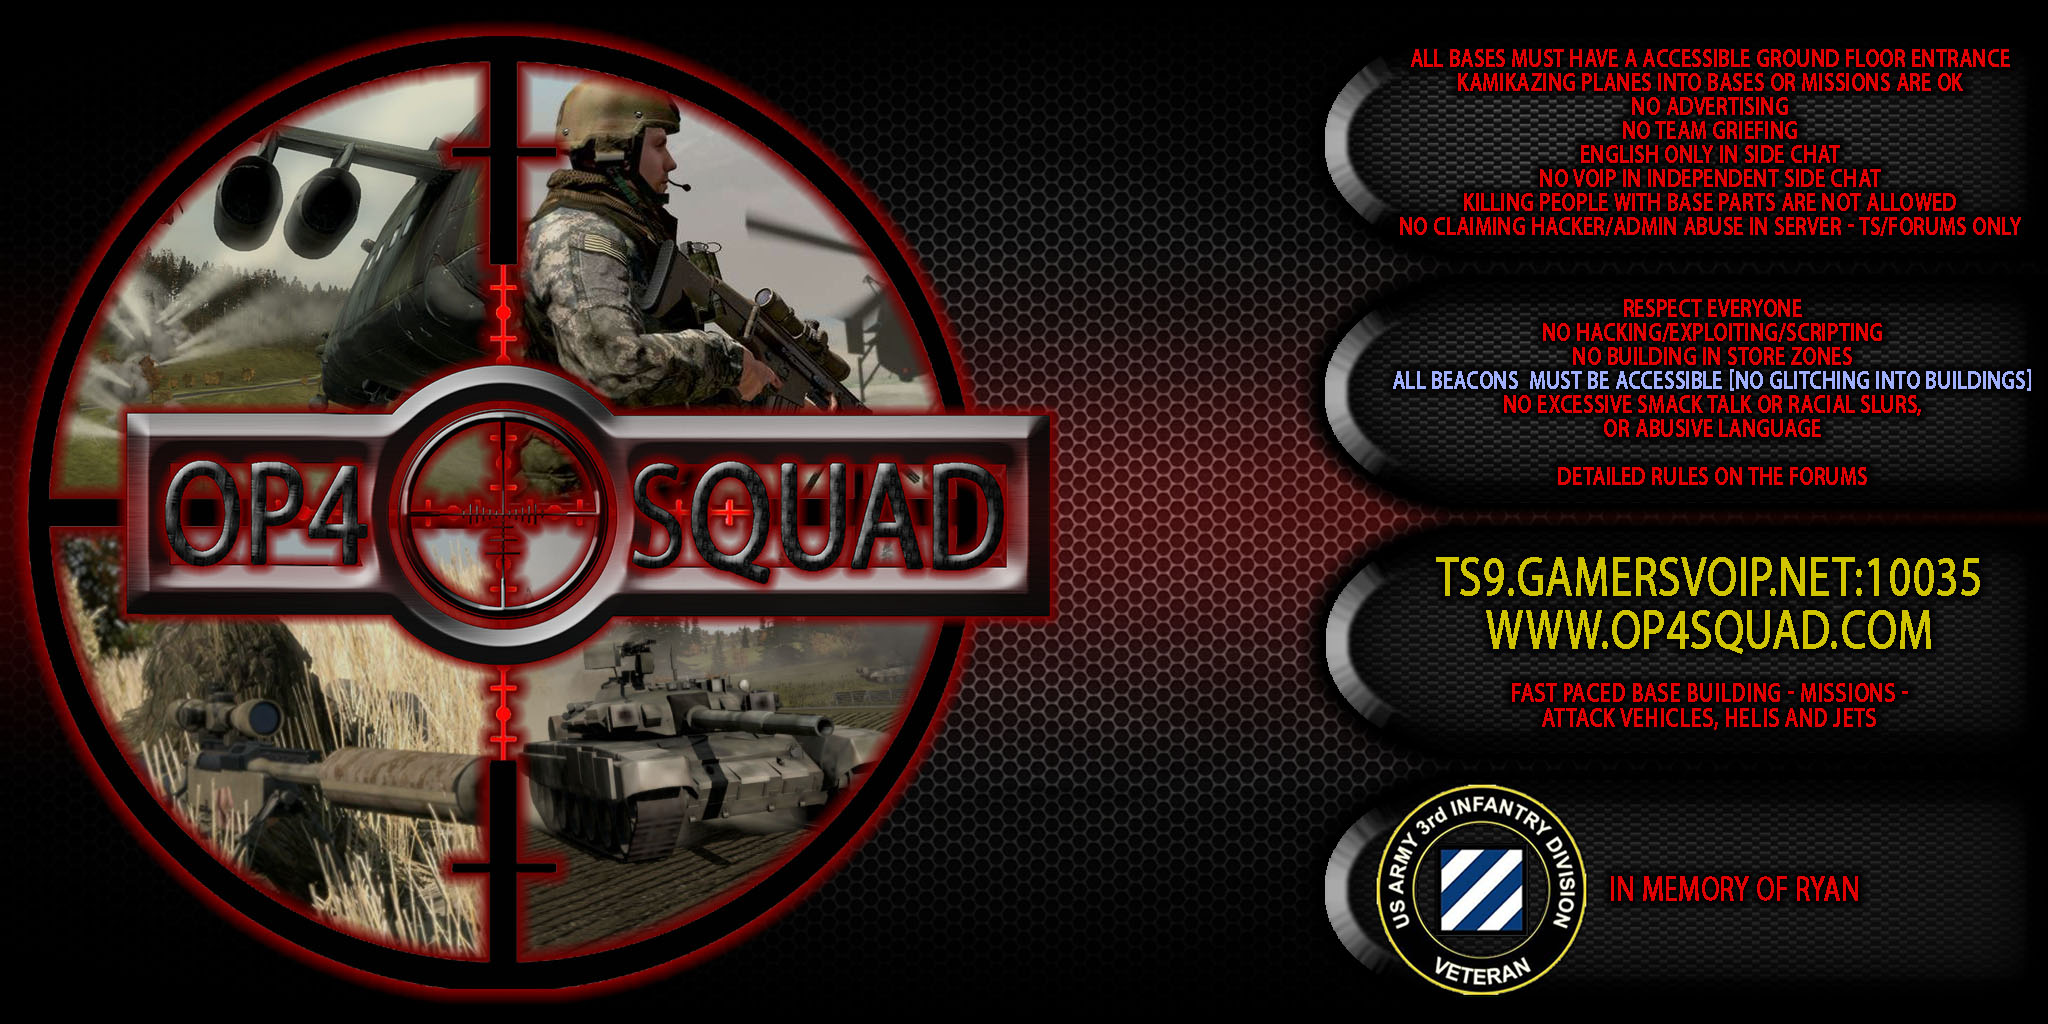 OP4 SQUAD
ALL BASES MUST HAVE A ACCESSIBLE GROUND FLOOR ENTRANCE
KAMIKAZING PLANES INTO BASES OR MISSIONS ARE OK
NO ADVERTISING
NO TEAM GRIEFING
ENGLISH ONLY IN SIDE CHAT
NO VOIP IN INDEPENDENT SIDE CHAT
KILLING PEOPLE WITH BASE PARTS ARE NOT ALLOWED
NO CLAIMING HACKER/ADMIN ABUSE IN SERVER - TS/FORUMS ONLY
RESPECT EVERYONE
NO HACKING/EXPLOITING/SCRIPTING
NO BUILDING IN STORE ZONES
ALL BEACONS MUST BE ACCESSIBLE [NO GLITCHING INTO BUILDINGS]
NO EXCESSIVE SMACK TALK OR RACIAL SLURS,
OR ABUSIVE LANGUAGE
DETAILED RULES ON THE FORUMS
TS9.GAMERSVOIP.NET:10035
WWW.OP4SQUAD.COM
FAST PACED BASE BUILDING - MISSIONS -
ATTACK VEHICLES, HELIS AND JETS
US ARMY 3rd INFANTRY DIVISION
VETERAN
IN MEMORY OF RYAN